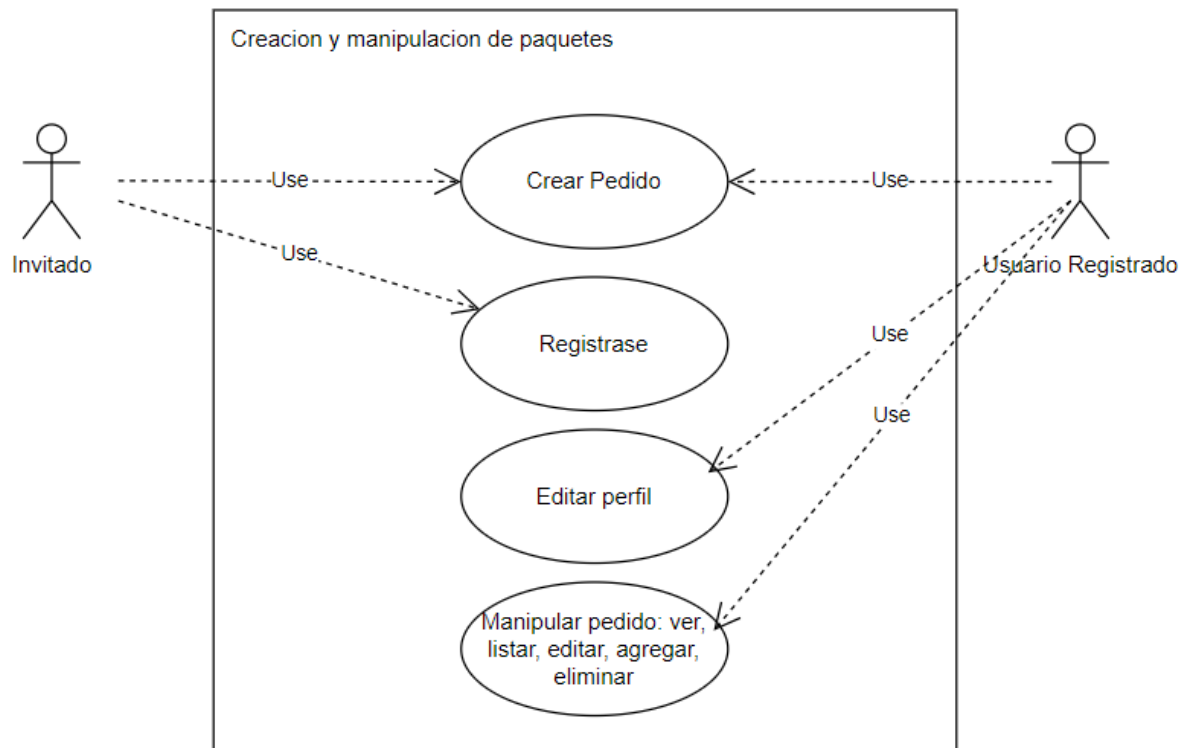 Creacion y manipulacion de paquetes
Use
Crear Pedido
Use
Invitado
Usuario Registrado
Use
Registrase
Use
Use
Editar perfil
Manipular pedido: ver,
listar, editar, agregar,
eliminar